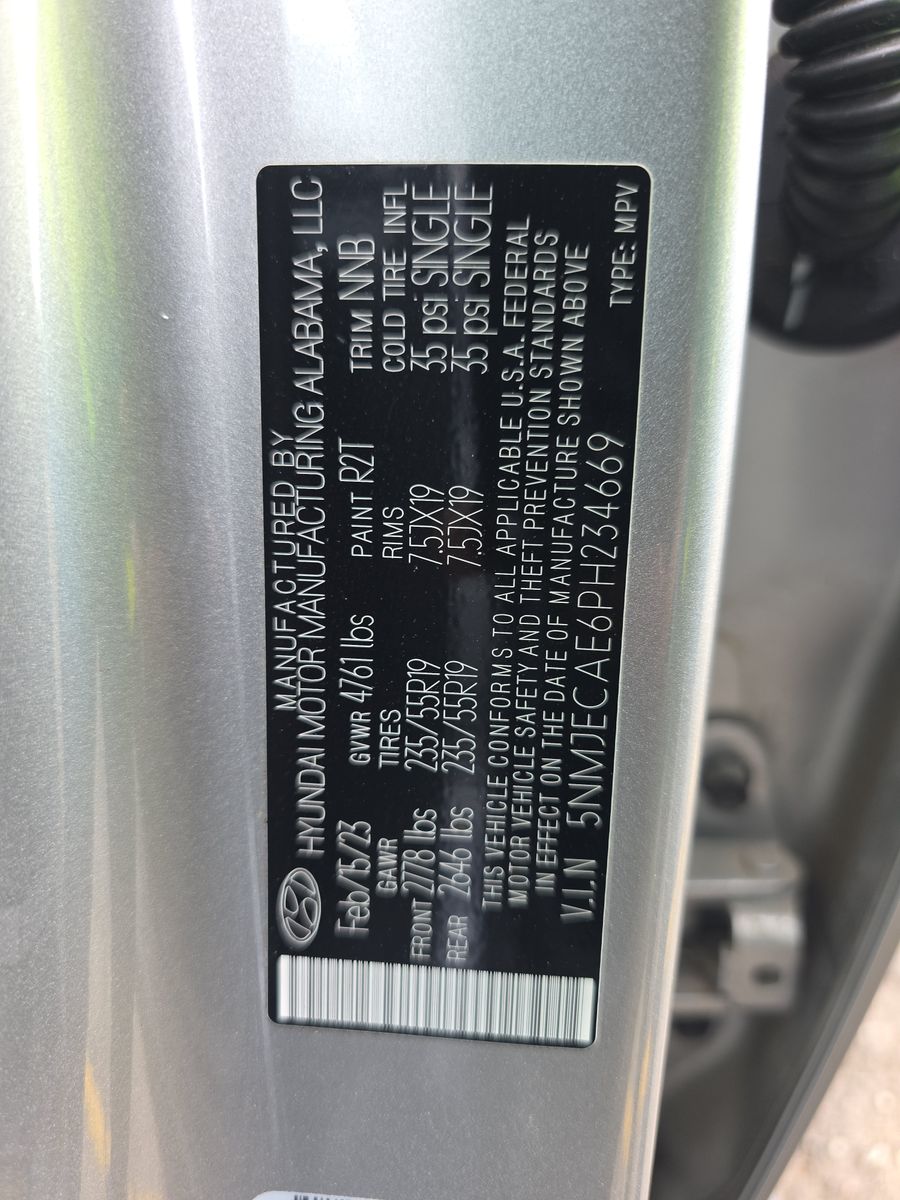 MANUFACTURED BY
HYUNDAI MOTOR MANUFACTURING ALABAMA, LLC
Feb/15/23 GVWR 4761 lbs PAINT R2T TRIM NNB
GAWR TIRES RIMS COLD TIRE INFL
FRONT 2778 lbs 235/55R19 7.5JX19 35 psi SINGLE
REAR 2646 lbs 235/55R19 7.5JX19 35 psi SINGLE
THIS VEHICLE CONFORMS TO ALL APPLICABLE U.S.A. FEDERAL
MOTOR VEHICLE SAFETY AND THEFT PREVENTION STANDARDS
IN EFFECT ON THE DATE OF MANUFACTURE SHOWN ABOVE
V.I.N 5NMJECAE6PH234669
TYPE: MPV